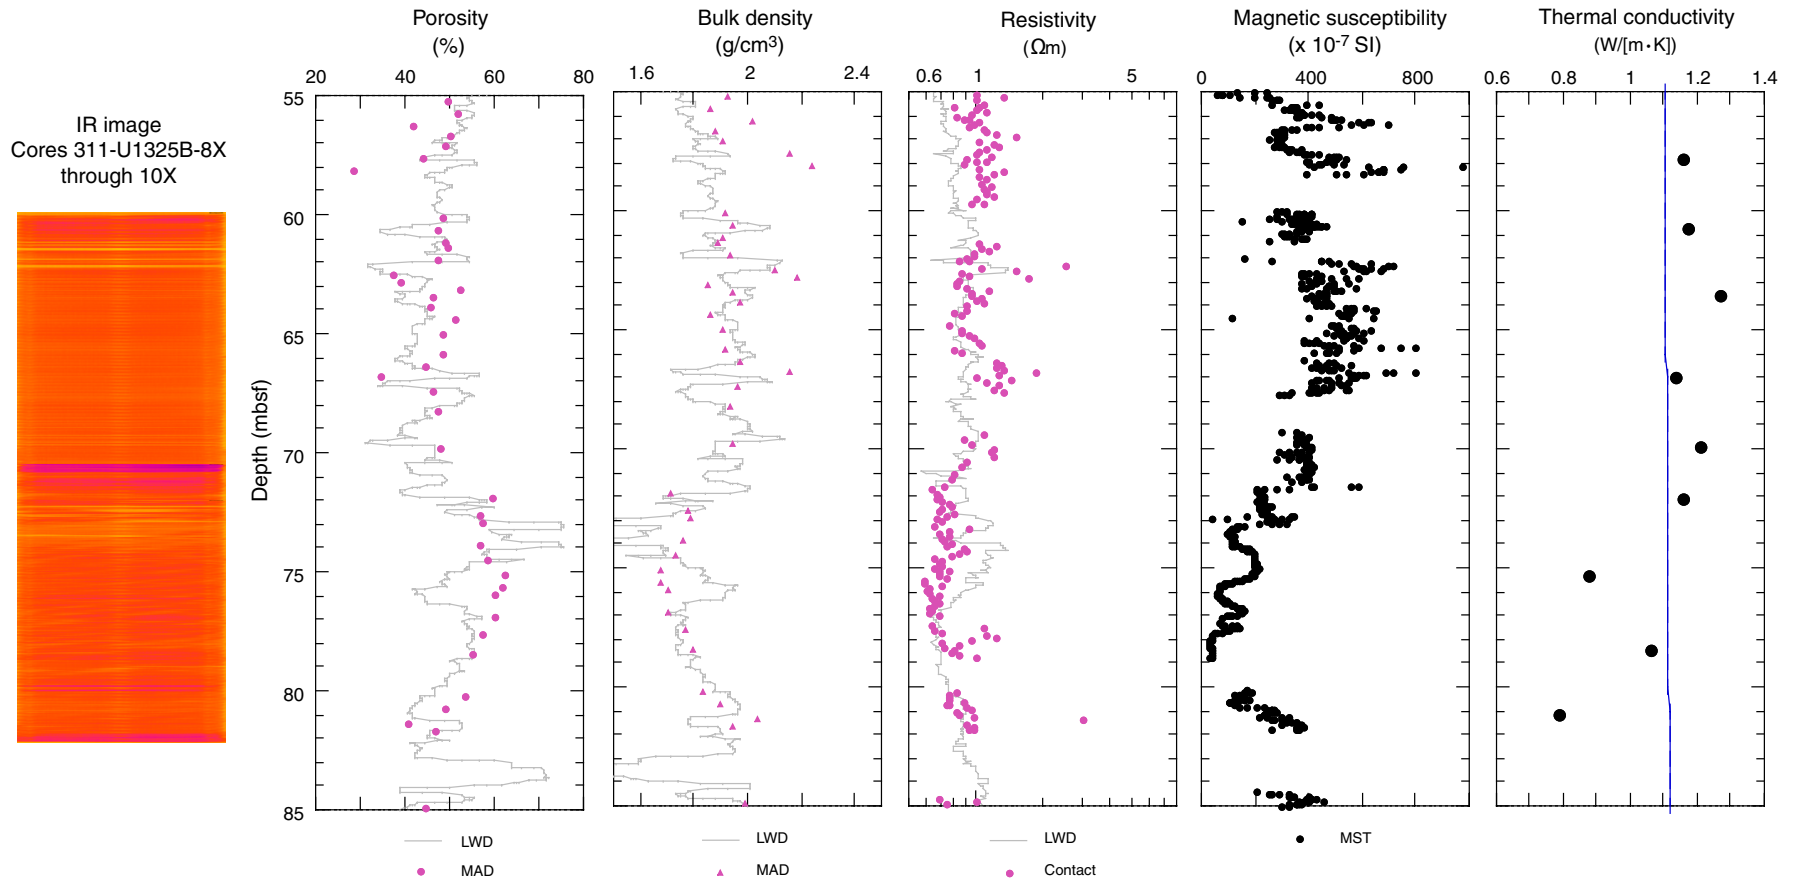 Porosity
(%)
Bulk density
(g/cm3)
Resistivity
(Ωm)
Magnetic susceptibility
(x 10-7 SI)
Thermal conductivity
(W/[m·K])
20 40 60 80
1.6 2 2.4
0.6 1 5
0 400 800
0.6 0.8 1 1.2 1.4
IR image
Cores 311-U1325B-8X
through 10X
Depth (mbsf)
55
60
65
70
75
80
85
LWD
MAD
LWD
MAD
LWD
Contact
MST